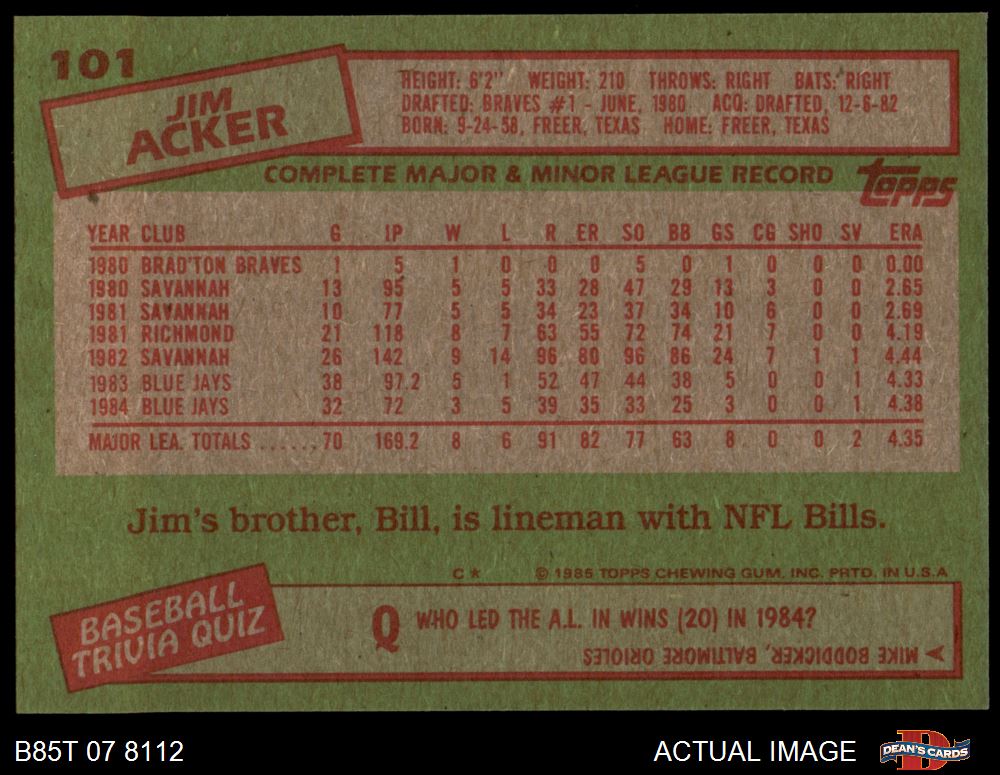 101
JIM
ACKER
HEIGHT: 6'2" WEIGHT: 210 THROWS: RIGHT BATS: RIGHT
DRAFTED: BRAVES #1 - JUNE, 1980 ACQ: DRAFTED, 12-6-82
BORN: 9-24-58, FREER, TEXAS HOME: FREER, TEXAS
COMPLETE MAJOR & MINOR LEAGUE RECORD
topps
YEAR CLUB G IP W L R ER SO BB GS CG SHO SV ERA
1980 BRAD'TON BRAVES 1 5 1 0 0 0 5 0 1 0 0 0 0.00
1980 SAVANNAH 13 95 5 5 33 28 47 29 13 3 0 0 2.65
1981 SAVANNAH 10 77 5 5 34 23 37 34 10 6 0 0 2.69
1981 RICHMOND 21 118 8 7 63 55 72 74 21 7 0 0 4.19
1982 SAVANNAH 26 142 9 14 96 80 96 86 24 7 1 1 4.44
1983 BLUE JAYS 38 97.2 5 1 52 47 44 38 5 0 0 1 4.33
1984 BLUE JAYS 32 72 3 5 39 35 33 25 3 0 0 1 4.38
MAJOR LEA. TOTALS ......70 169.2 8 6 91 82 77 63 8 0 0 2 4.35
Jim's brother, Bill, is lineman with NFL Bills.
C* © 1985 TOPPS CHEWING GUM, INC. PRTD. IN U.S.A
BASEBALL
TRIVIA QUIZ
Q WHO LED THE A.L. IN WINS (20) IN 1984?
MIKE BODDICKER, BALTIMORE ORIOLES
B85T 07 8112
ACTUAL IMAGE
D
DEAN'S CARDS